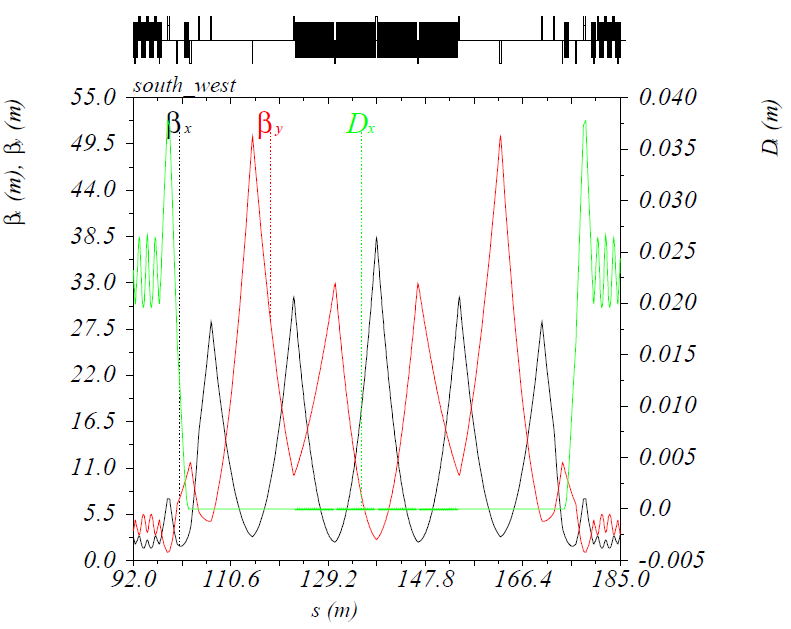 south_west
βx (m), βy (m)
Dx (m)
βx
βy
Dx
55.0
49.5
44.0
38.5
33.0
27.5
22.0
16.5
11.0
5.5
0.0
0.040
0.035
0.030
0.025
0.020
0.015
0.010
0.005
0.0
-0.005
92.0 110.6 129.2 147.8 166.4 185.0
s (m)